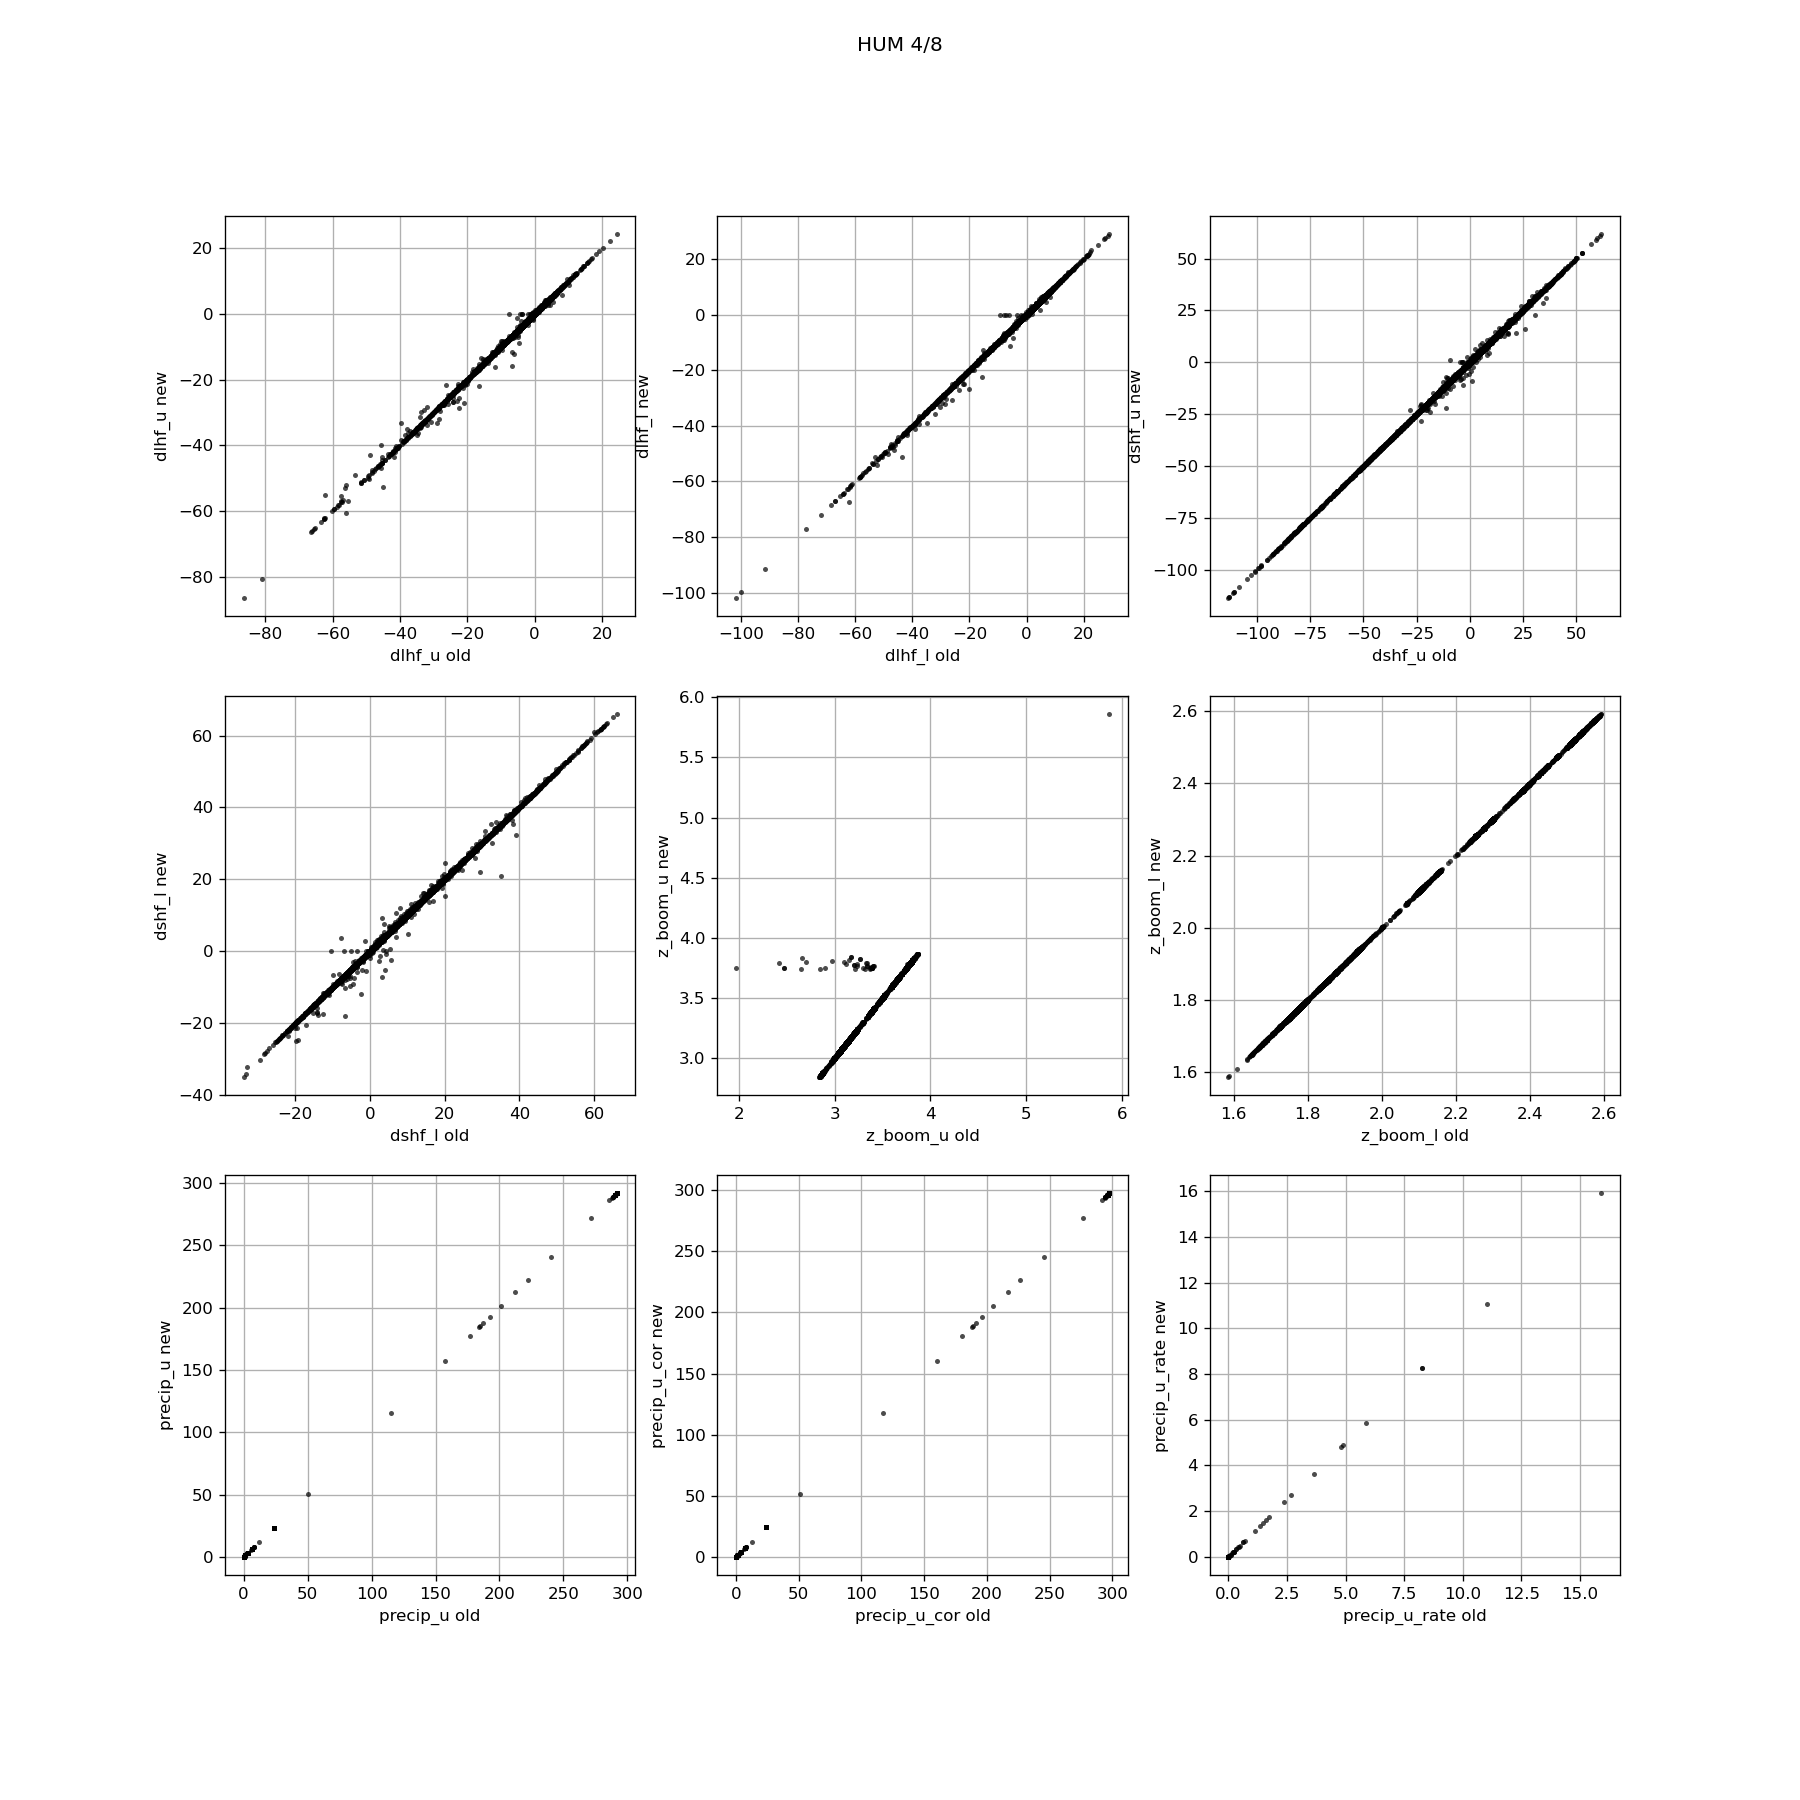 HUM 4/8
20
0
−20
−40
−60
−80
dlhf_u new
−80 −60 −40 −20 0 20
dlhf_u old
20
0
−20
−40
−60
−80
−100
dlhf_l new
−100 −80 −60 −40 −20 0 20
dlhf_l old
50
25
0
−25
−50
−75
−100
dshf_u new
−100 −75 −50 −25 0 25 50
dshf_u old
60
40
20
0
−20
−40
dshf_l new
−20 0 20 40 60
dshf_l old
6.0
5.5
5.0
4.5
4.0
3.5
3.0
z_boom_u new
2 3 4 5 6
z_boom_u old
2.6
2.4
2.2
2.0
1.8
1.6
z_boom_l new
1.6 1.8 2.0 2.2 2.4 2.6
z_boom_l old
300
250
200
150
100
50
0
precip_u new
0 50 100 150 200 250 300
precip_u old
300
250
200
150
100
50
0
precip_u_cor new
0 50 100 150 200 250 300
precip_u_cor old
16
14
12
10
8
6
4
2
0
precip_u_rate new
0.0 2.5 5.0 7.5 10.0 12.5 15.0
precip_u_rate old